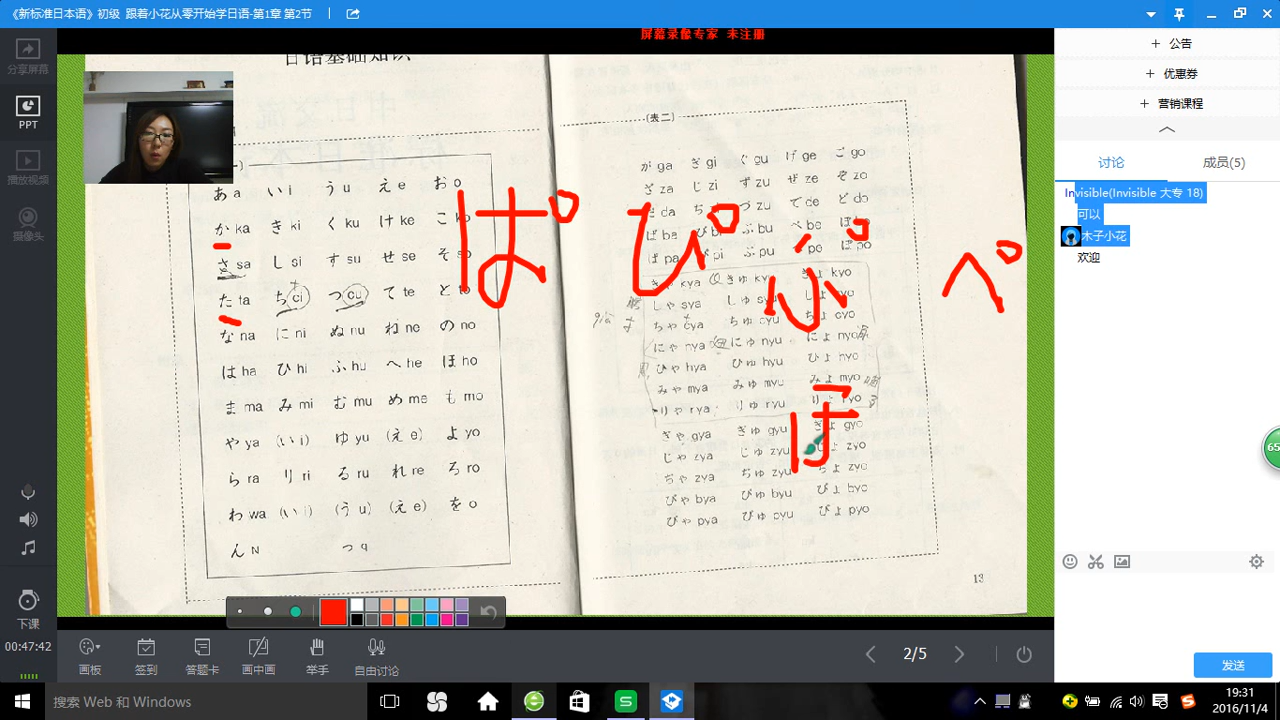 《新标准日本语》初级 跟着小花从零开始学日语-第1章 第2节
屏幕录像专家 未注册
分享屏幕
PPT
播放视频
摄像头
下课
00:47:42
日语基础知识
あ a い i う u え e お o
か ka き ki く ku け ke こ ko
さ sa し si す su せ se そ so
た ta ち ci つ cu て te と to
な na に ni ぬ nu ね ne の no
は ha ひ hi ふ hu へ he ほ ho
ま ma み mi む mu め me も mo
や ya (い i) ゆ yu (え e) よ yo
ら ra り ri る ru れ re ろ ro
わ wa (い i) (う u) (え e) を o
ん N っ q
(表二)
が ga ぎ gi ぐ gu げ ge ご go
ざ za じ zi ず zu ぜ ze ぞ zo
da づ zu で de ど do
ば ba び bi ぶ bu べ be ぼ
ぱ pa pi ぷ pu pe ぽ po
きゃ kya きゅ kyu きょ kyo
しゃ sya しゅ syu しょ syo
ちゃ cya ちゅ cyu ちょ cyo
にゃ nya にゅ nyu にょ nyo
ひゃ hya ひゅ hyu ひょ hyo
みゃ mya みゅ myu みょ myo
りゃ rya りゅ ryu りょ ryo
ぎゃ gya ぎゅ gyu ぎょ gyo
じゃ zya じゅ zyu じょ zyo
ぢゃ zya ぢゅ zyu ぢょ zyo
びゃ bya びゅ byu びょ byo
ぴゃ pya ぴゅ pyu ぴょ pyo
13
ぱ ぴ ぷ ぺ
ほ
公告
优惠券
营销课程
讨论 成员(5)
Invisible(Invisible 大专 18)
可以
木子小花
欢迎
65
发送
画板 签到 答题卡 画中画 举手 自由讨论
2/5
搜索 Web 和 Windows
19:31
2016/11/4